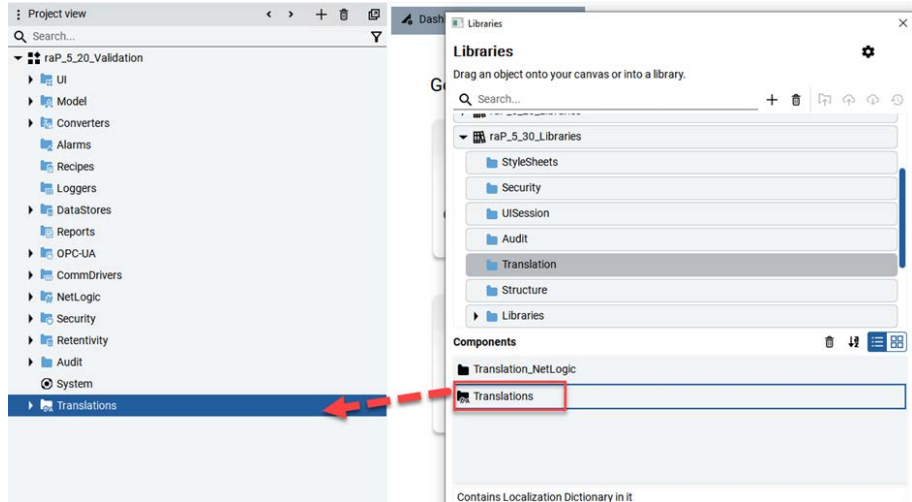 Project view
Search...
raP_5_20_Validation
UI
Model
Converters
Alarms
Recipes
Loggers
DataStores
Reports
OPC-UA
CommDrivers
NetLogic
Security
Retentivity
Audit
System
Translations
Dash
Libraries
Libraries
Drag an object onto your canvas or into a library.
Search...
raP_5_30_Libraries
StyleSheets
Security
UISession
Audit
Translation
Structure
Libraries
Components
Translation_NetLogic
Translations
Contains Localization Dictionary in it